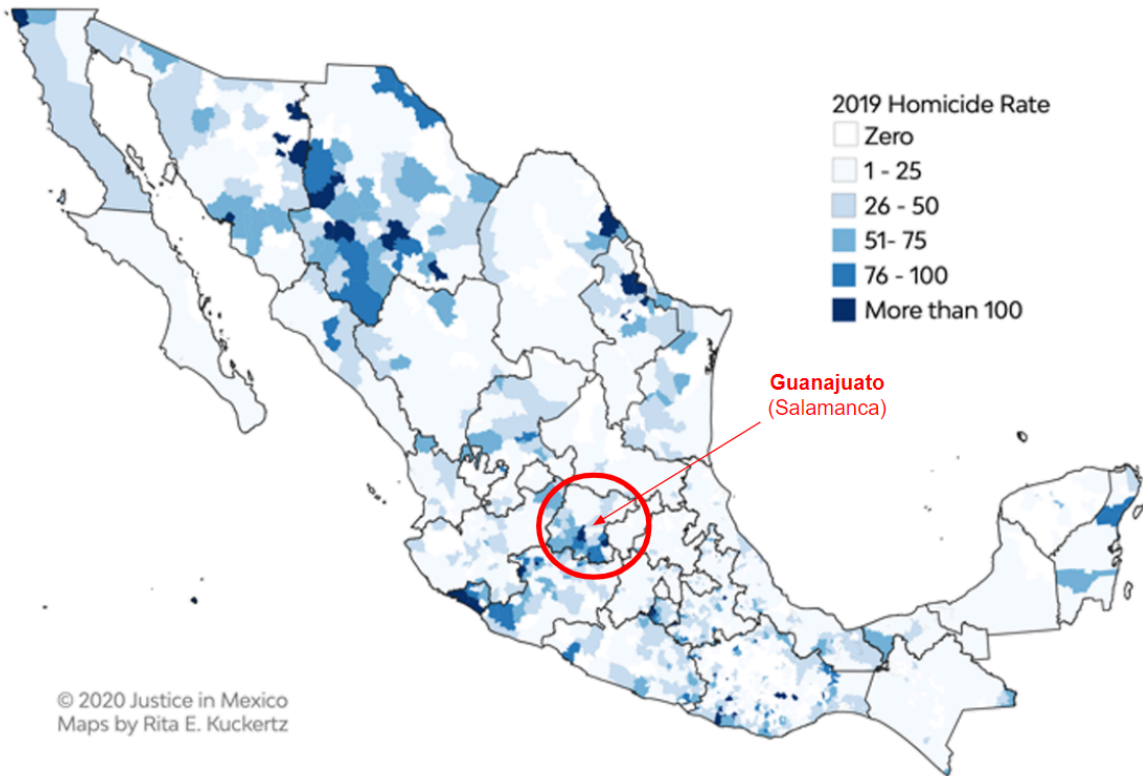 2019 Homicide Rate
Zero
1 - 25
26 - 50
51- 75
76 - 100
More than 100
Guanajuato
(Salamanca)
© 2020 Justice in Mexico
Maps by Rita E. Kuckertz